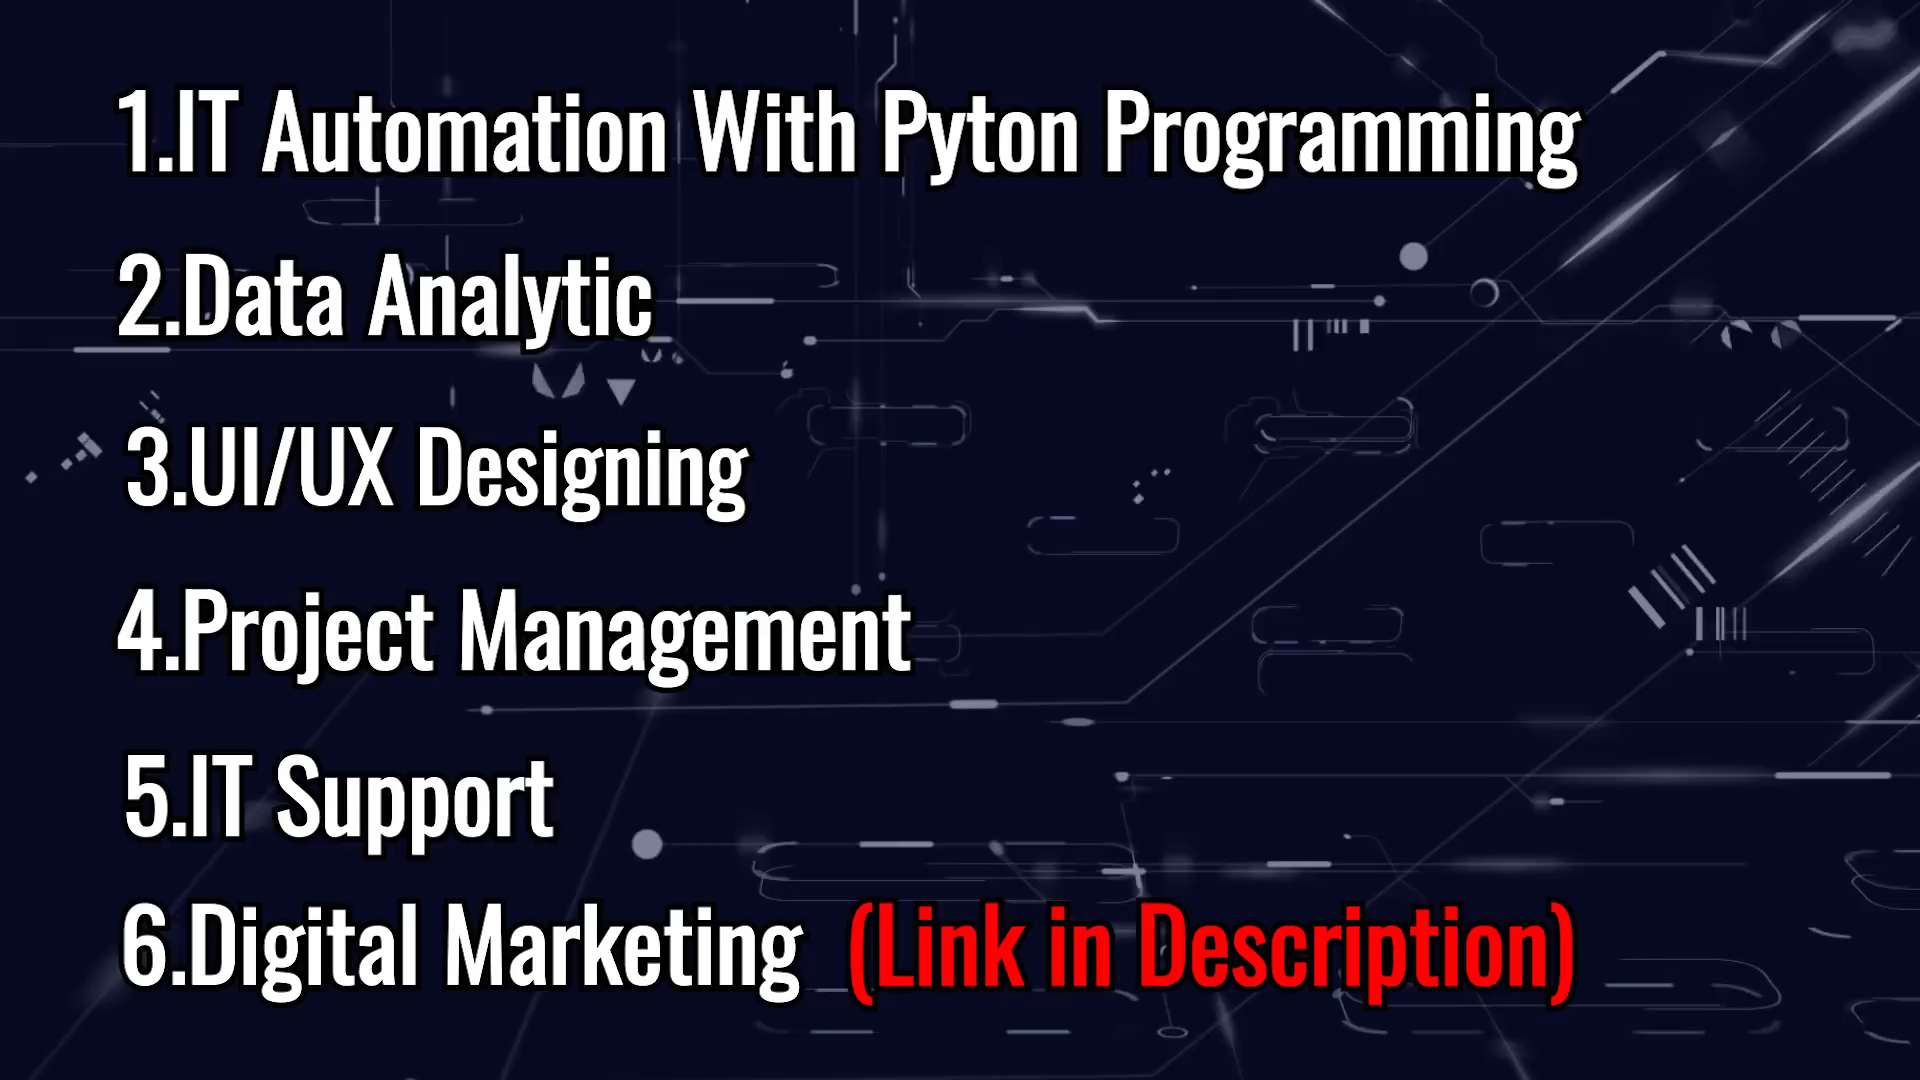 1.IT Automation With Pyton Programming
2.Data Analytic
3.UI/UX Designing
4.Project Management
5.IT Support
6.Digital Marketing (Link in Description)